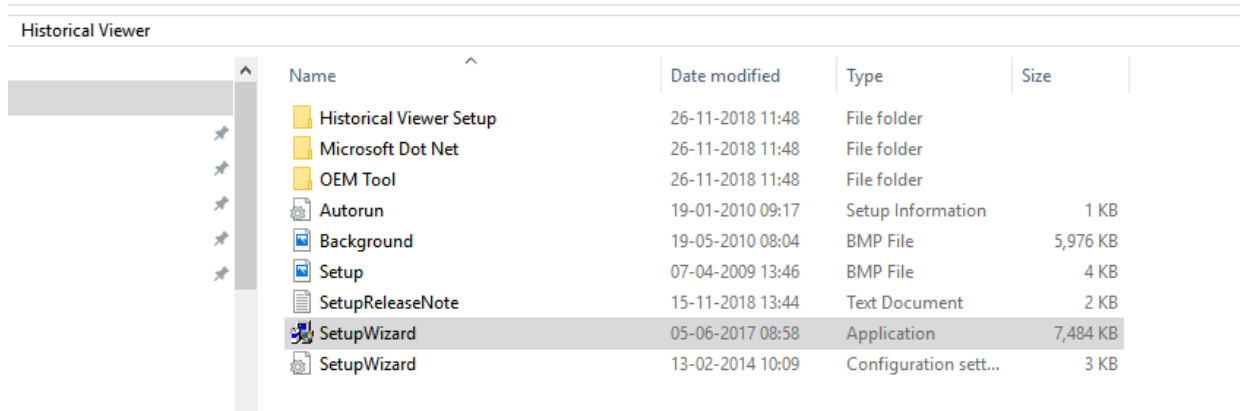 Historical Viewer
Name Date modified Type Size
Historical Viewer Setup 26-11-2018 11:48 File folder
Microsoft Dot Net 26-11-2018 11:48 File folder
OEM Tool 26-11-2018 11:48 File folder
Autorun 19-01-2010 09:17 Setup Information 1 KB
Background 19-05-2010 08:04 BMP File 5,976 KB
Setup 07-04-2009 13:46 BMP File 4 KB
SetupReleaseNote 15-11-2018 13:44 Text Document 2 KB
SetupWizard 05-06-2017 08:58 Application 7,484 KB
SetupWizard 13-02-2014 10:09 Configuration sett... 3 KB